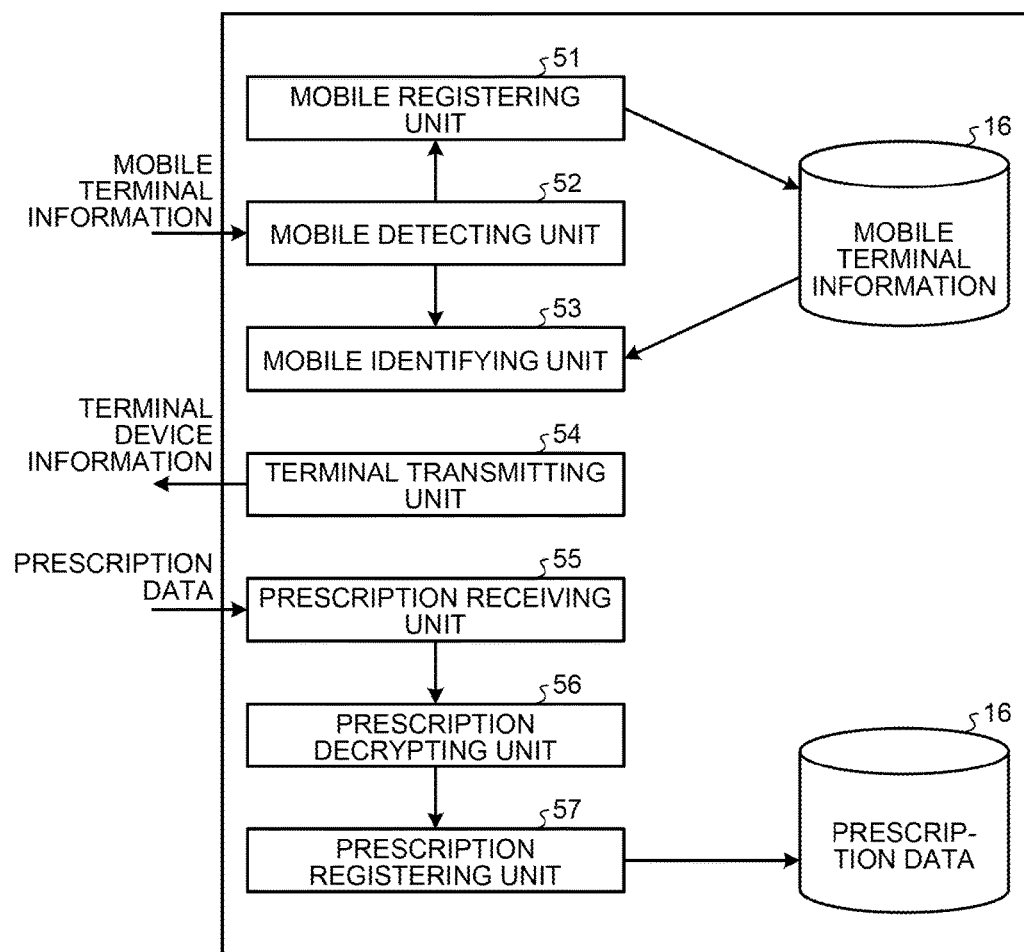 51
MOBILE REGISTERING
UNIT
16
MOBILE
TERMINAL
INFORMATION
52
MOBILE DETECTING UNIT
MOBILE
TERMINAL
INFORMATION
53
MOBILE IDENTIFYING UNIT
TERMINAL
DEVICE
INFORMATION
54
TERMINAL TRANSMITTING
UNIT
PRESCRIPTION
DATA
55
PRESCRIPTION RECEIVING
UNIT
56
PRESCRIPTION
DECRYPTING UNIT
16
PRESCRIP-
TION DATA
57
PRESCRIPTION
REGISTERING UNIT